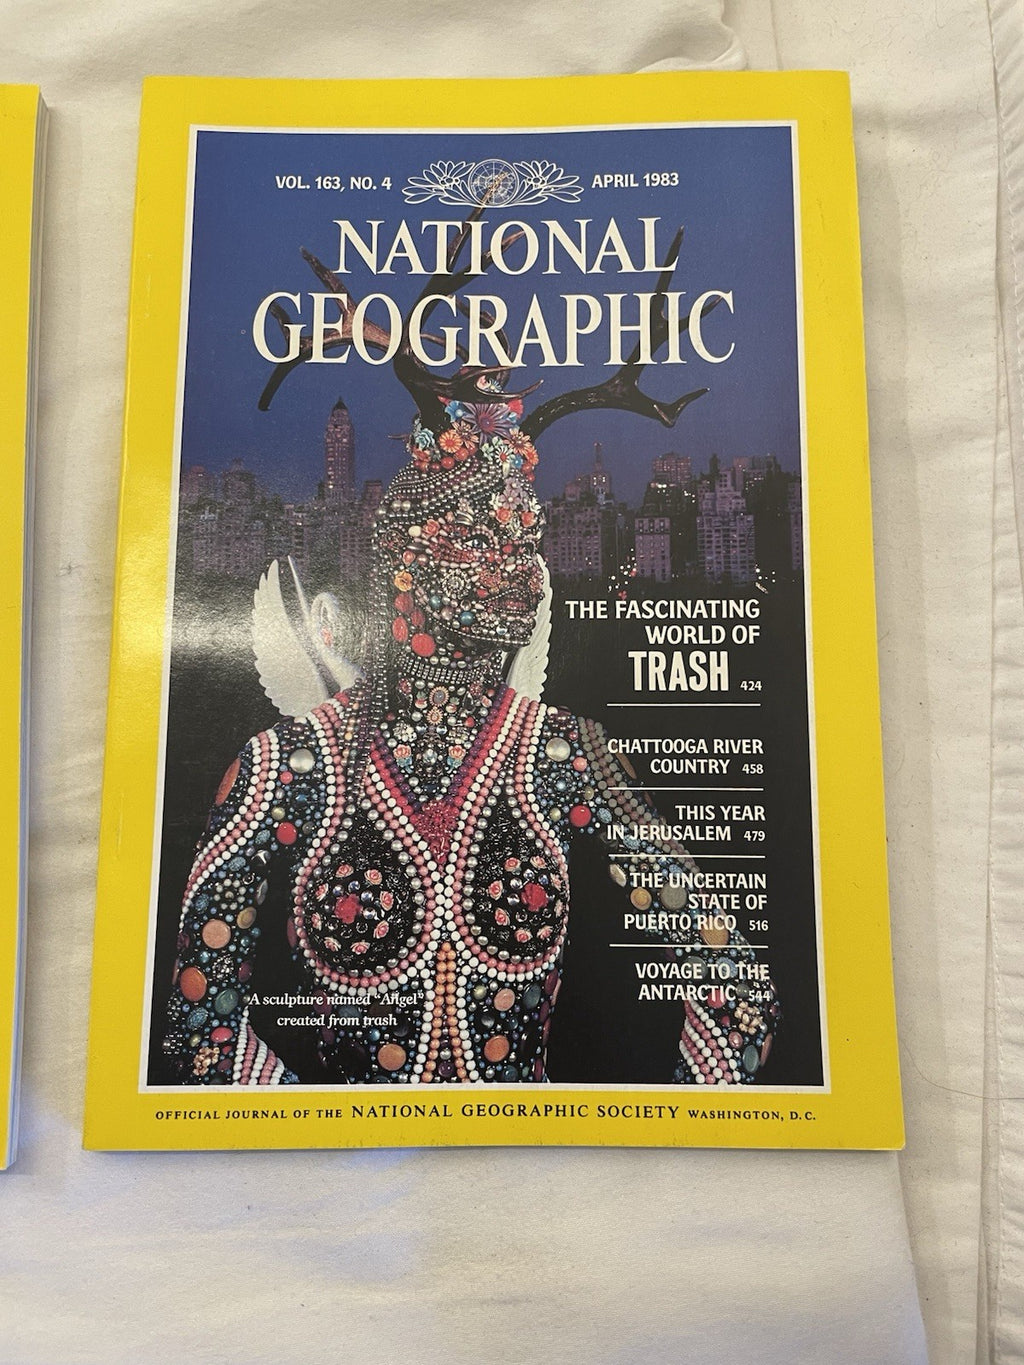 VOL. 163, NO. 4
APRIL 1983
NATIONAL
GEOGRAPHIC
THE FASCINATING
WORLD OF
TRASH 424
CHATTOOGA RIVER
COUNTRY 458
THIS YEAR
IN JERUSALEM 479
THE UNCERTAIN
STATE OF
PUERTO RICO 516
VOYAGE TO THE
ANTARCTIC 544
A sculpture named “Angel”
created from trash
OFFICIAL JOURNAL OF THE NATIONAL GEOGRAPHIC SOCIETY WASHINGTON, D.C.